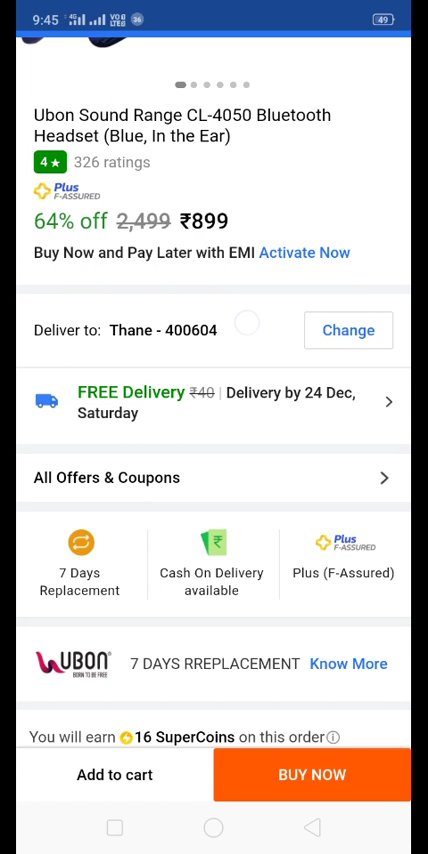 9:45 4G VoB LTEB 36 49
Ubon Sound Range CL-4050 Bluetooth
Headset (Blue, In the Ear)
4★ 326 ratings
Plus
F-ASSURED
64% off 2,499 ₹899
Buy Now and Pay Later with EMI Activate Now
Deliver to: Thane - 400604 Change
FREE Delivery ₹40 | Delivery by 24 Dec,
Saturday
All Offers & Coupons
₹
Plus
F-ASSURED
7 Days
Replacement
Cash On Delivery
available
Plus (F-Assured)
UBON
BORN TO BE FREE
7 DAYS RREPLACEMENT Know More
You will earn 16 SuperCoins on this order
Add to cart BUY NOW